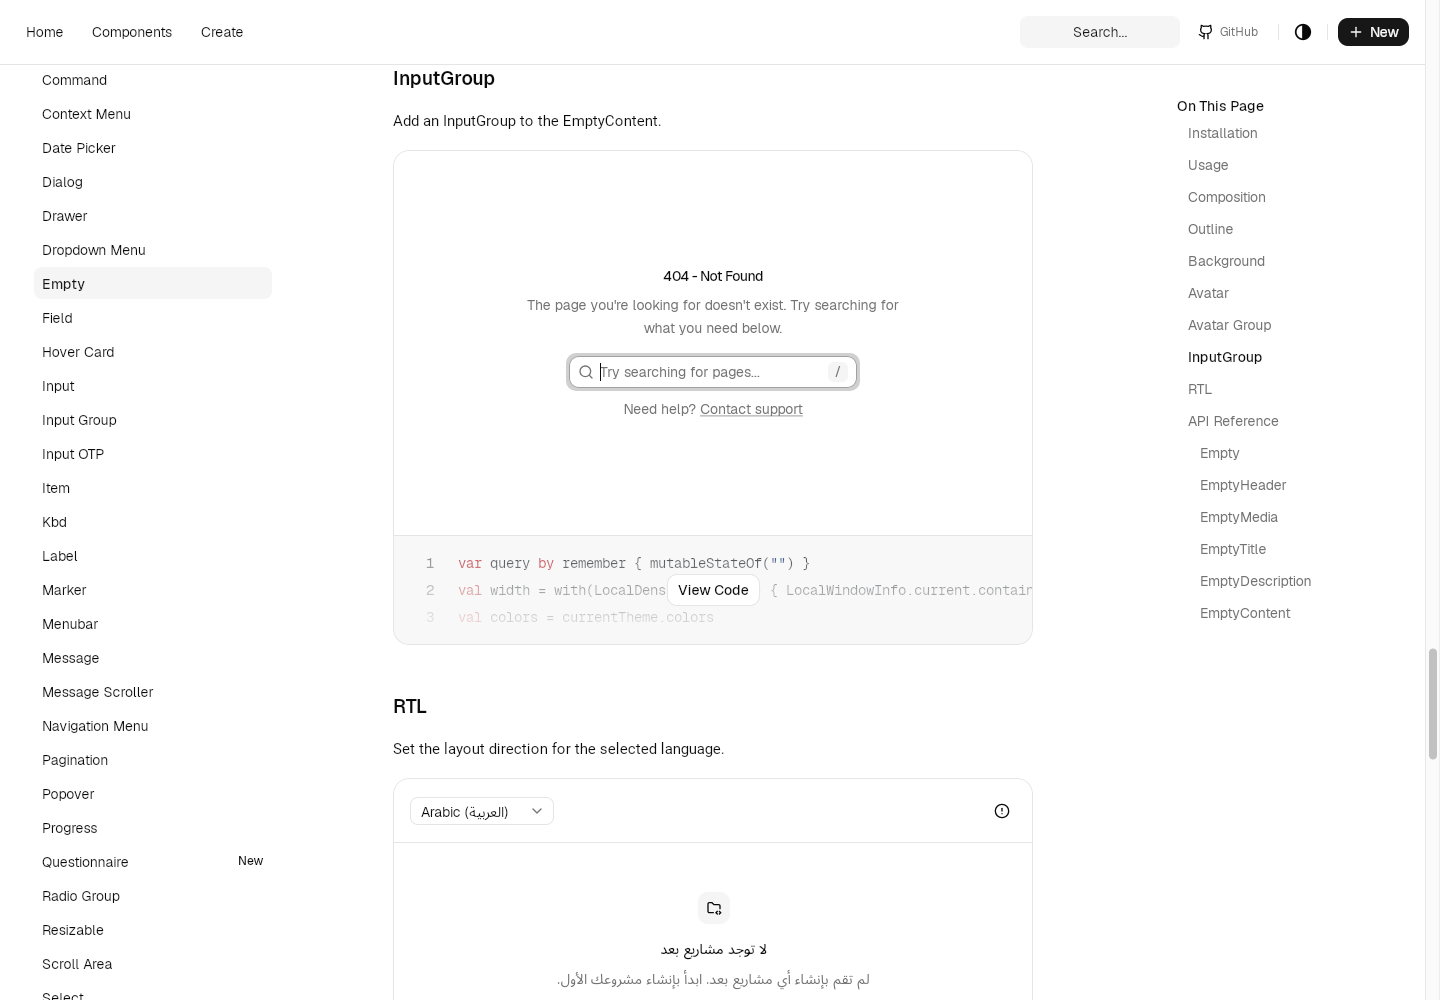 Home
Components
Create
Search...
GitHub
New
Command
Context Menu
Date Picker
Dialog
Drawer
Dropdown Menu
Empty
Field
Hover Card
Input
Input Group
Input OTP
Item
Kbd
Label
Marker
Menubar
Message
Message Scroller
Navigation Menu
Pagination
Popover
Progress
Questionnaire
New
Radio Group
Resizable
Scroll Area
Select
InputGroup
Add an InputGroup to the EmptyContent.
404 - Not Found
The page you're looking for doesn't exist. Try searching for
what you need below.
Try searching for pages...
/
Need help? Contact support
1 var query by remember { mutableStateOf("") }
2 val width = with(LocalDens
View Code
{ LocalWindowInfo.current.contain
3 val colors = currentTheme.colors
RTL
Set the layout direction for the selected language.
Arabic (العربية)
لا توجد مشاريع بعد
لم تقم بإنشاء أي مشاريع بعد. ابدأ بإنشاء مشروعك الأول.
On This Page
Installation
Usage
Composition
Outline
Background
Avatar
Avatar Group
InputGroup
RTL
API Reference
Empty
EmptyHeader
EmptyMedia
EmptyTitle
EmptyDescription
EmptyContent